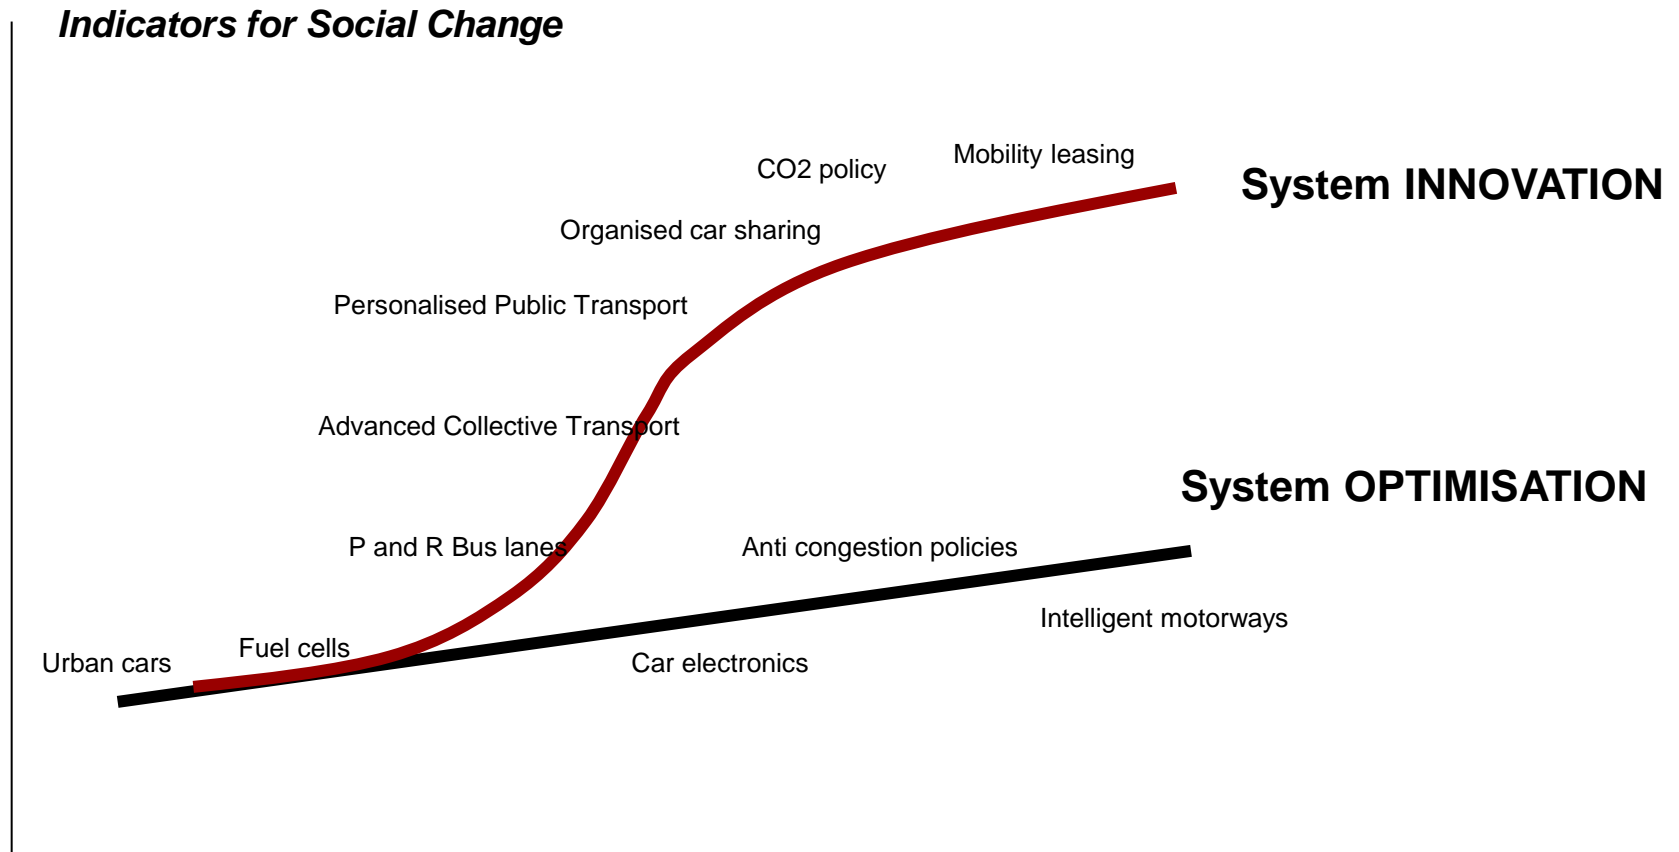 Indicators for Social Change
Mobility leasing
CO2 policy
System INNOVATION
Organised car sharing
Personalised Public Transport
Advanced Collective Transport
System OPTIMISATION
P and R Bus lanes
Anti congestion policies
Intelligent motorways
Fuel cells
Urban cars
Car electronics